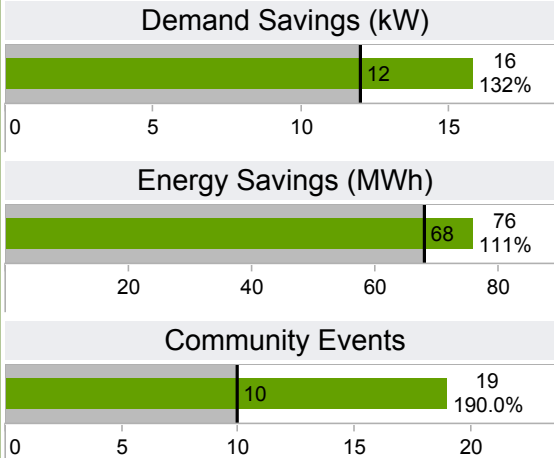 Demand Savings (kW)
12
16
132%
0 5 10 15
Energy Savings (MWh)
68
76
111%
20 40 60 80
Community Events
10
19
190.0%
0 5 10 15 20